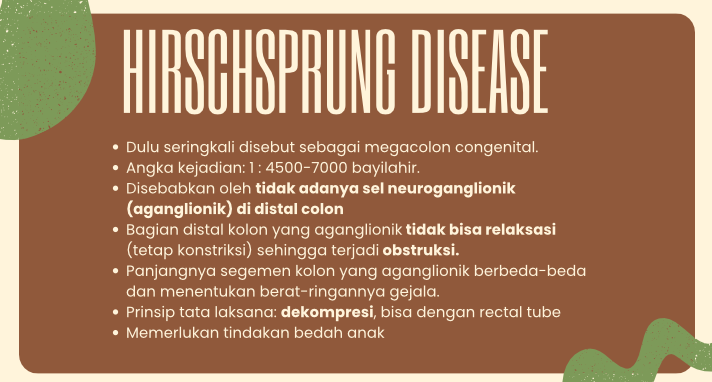 HIRSCHSPRUNG DISEASE
• Dulu seringkali disebut sebagai megacolon congenital.
• Angka kejadian: 1 : 4500-7000 bayilahir.
• Disebabkan oleh tidak adanya sel neuroganglionik
(aganglionik) di distal colon
• Bagian distal kolon yang aganglionik tidak bisa relaksasi
(tetap konstriksi) sehingga terjadi obstruksi.
• Panjangnya segemen kolon yang aganglionik berbeda-beda
dan menentukan berat-ringannya gejala.
• Prinsip tata laksana: dekompresi, bisa dengan rectal tube
• Memerlukan tindakan bedah anak